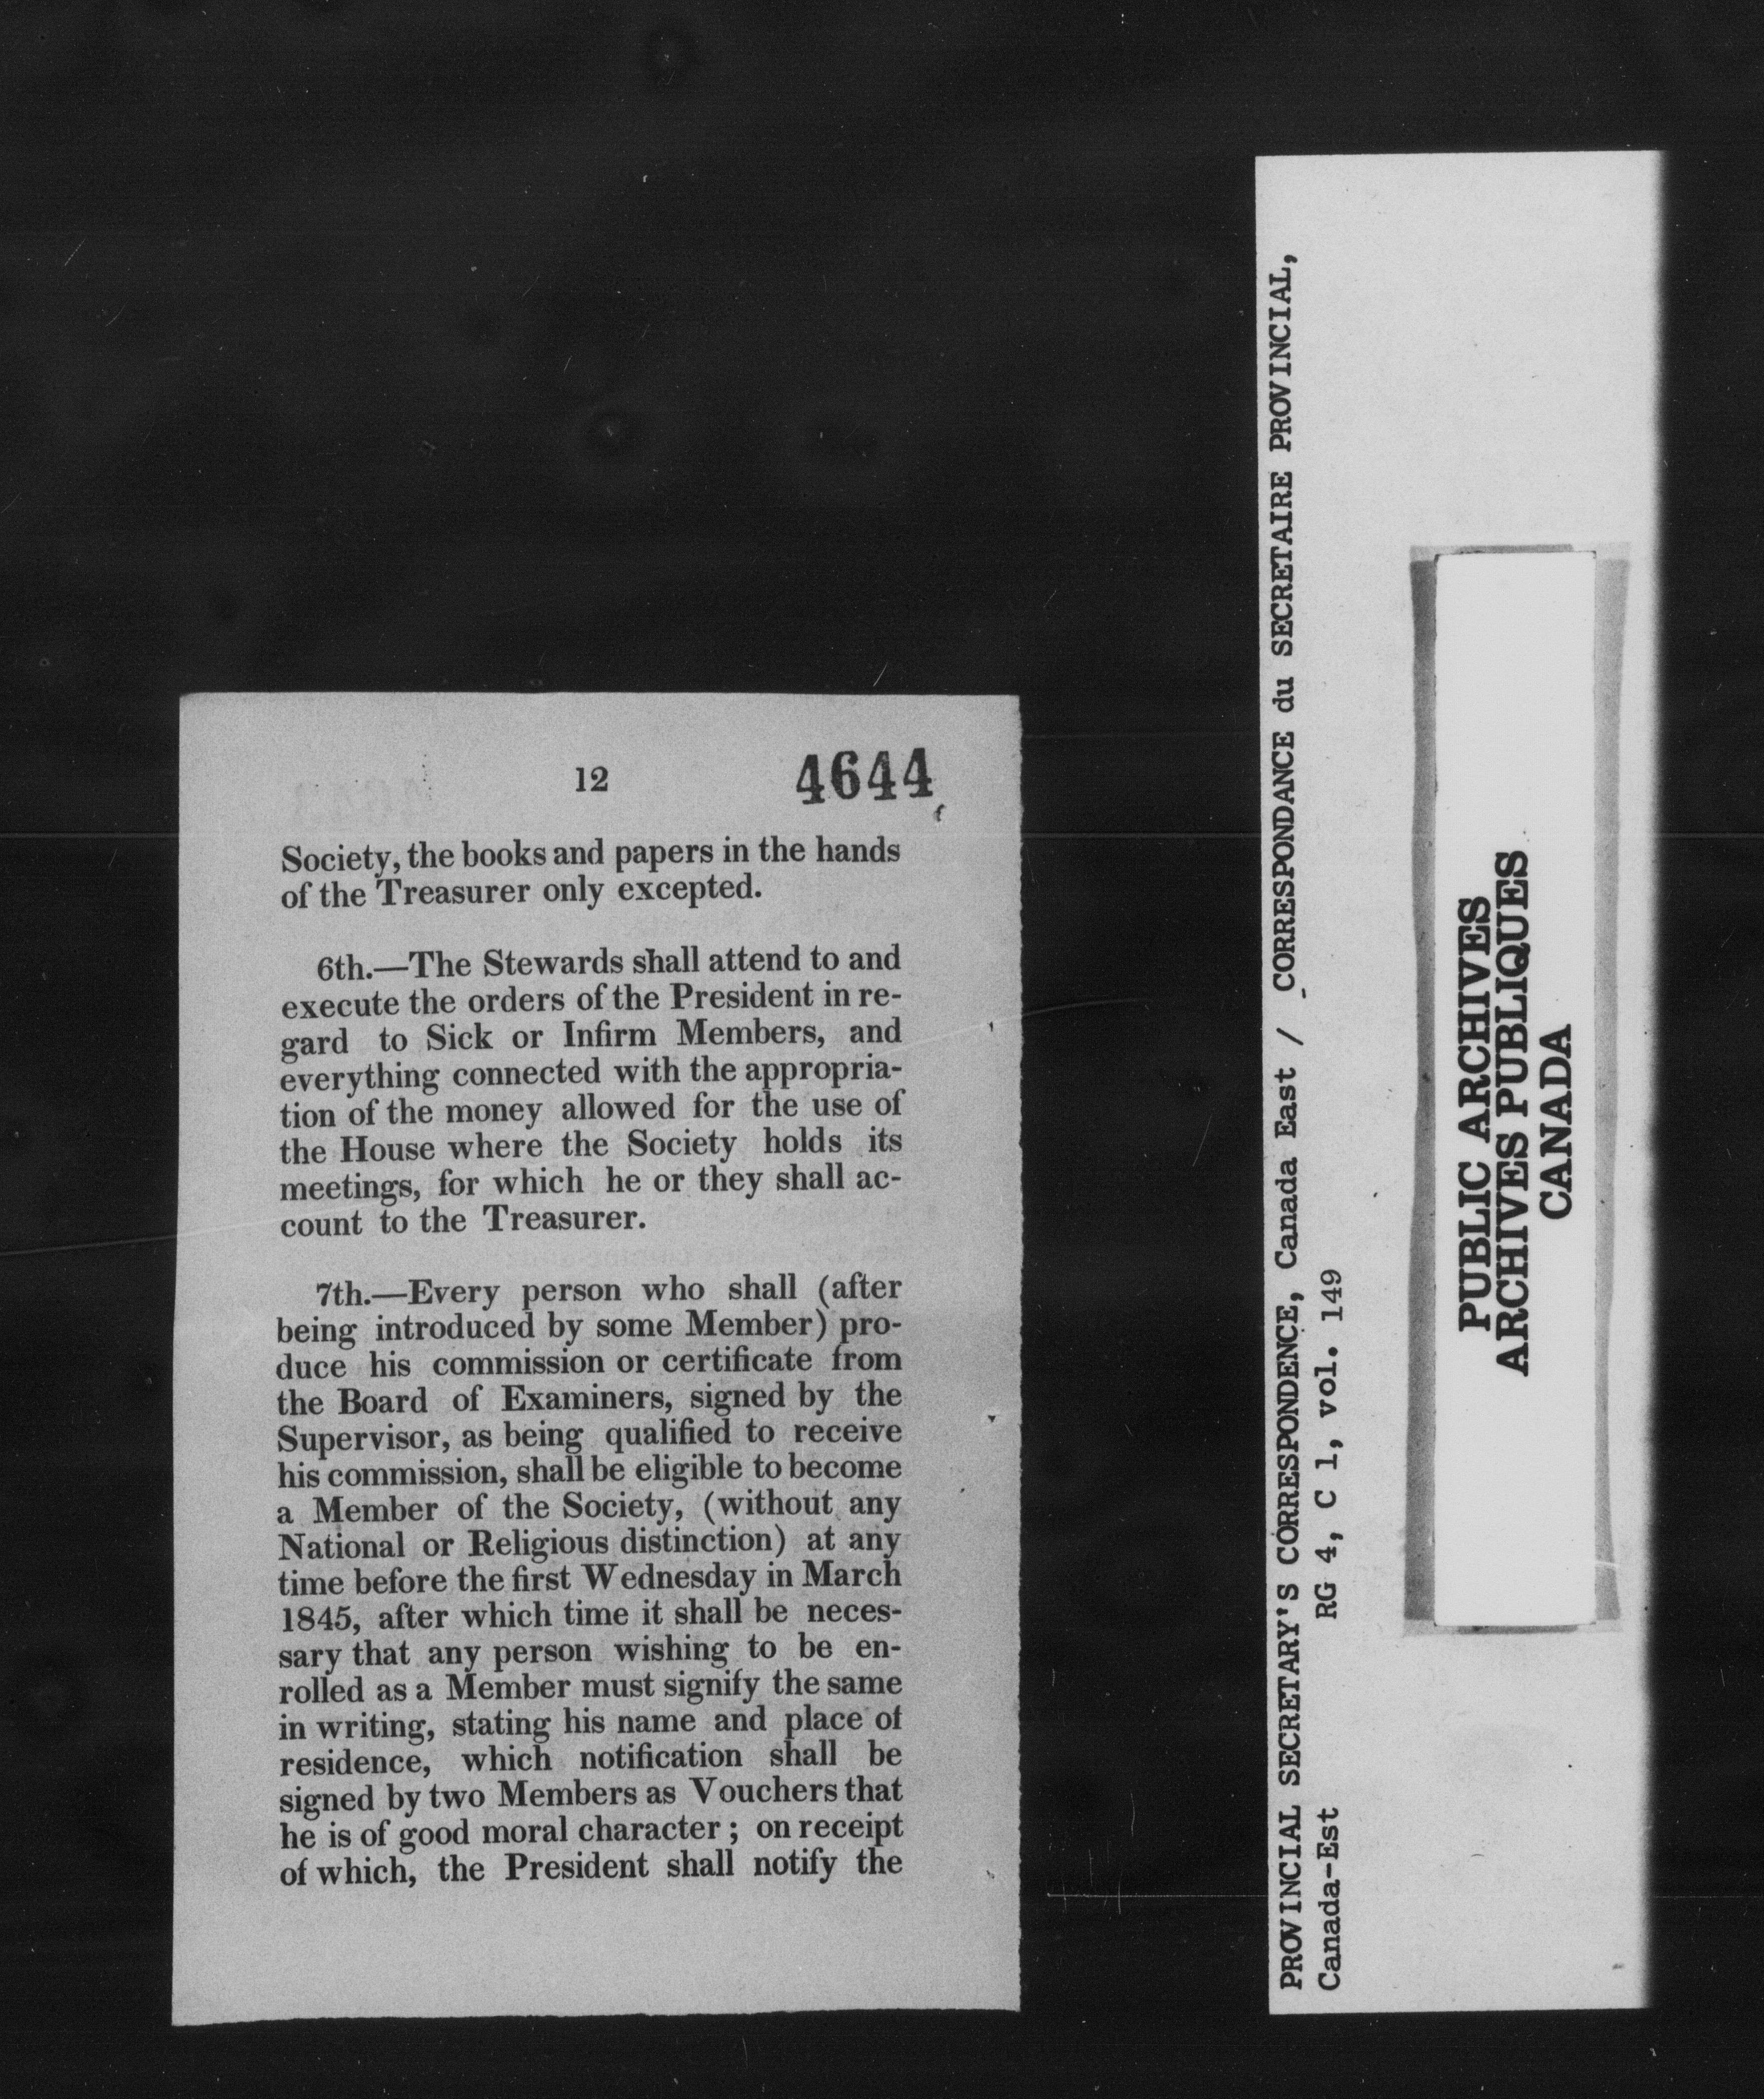 12
4644
Society, the books and papers in the hands
of the Treasurer only excepted.
6th.—The Stewards shall attend to and
execute the orders of the President in re-
gard to Sick or Infirm Members, and
everything connected with the appropria-
tion of the money allowed for the use of
the House where the Society holds its
meetings, for which he or they shall ac-
count to the Treasurer.
7th.—Every person who shall (after
being introduced by some Member) pro-
duce his commission or certificate from
the Board of Examiners, signed by the
Supervisor, as being qualified to receive
his commission, shall be eligible to become
a Member of the Society, (without any
National or Religious distinction) at any
time before the first Wednesday in March
1845, after which time it shall be neces-
sary that any person wishing to be en-
rolled as a Member must signify the same
in writing, stating his name and place of
residence, which notification shall be
signed by two Members as Vouchers that
he is of good moral character; on receipt
of which, the President shall notify the
PROVINCIAL SECRETARY'S CORRESPONDENCE, Canada East / CORRESPONDANCE du SECRETAIRE PROVINCIAL,
Canada-Est RG 4, C 1, vol. 149
PUBLIC ARCHIVES
ARCHIVES PUBLIQUES
CANADA